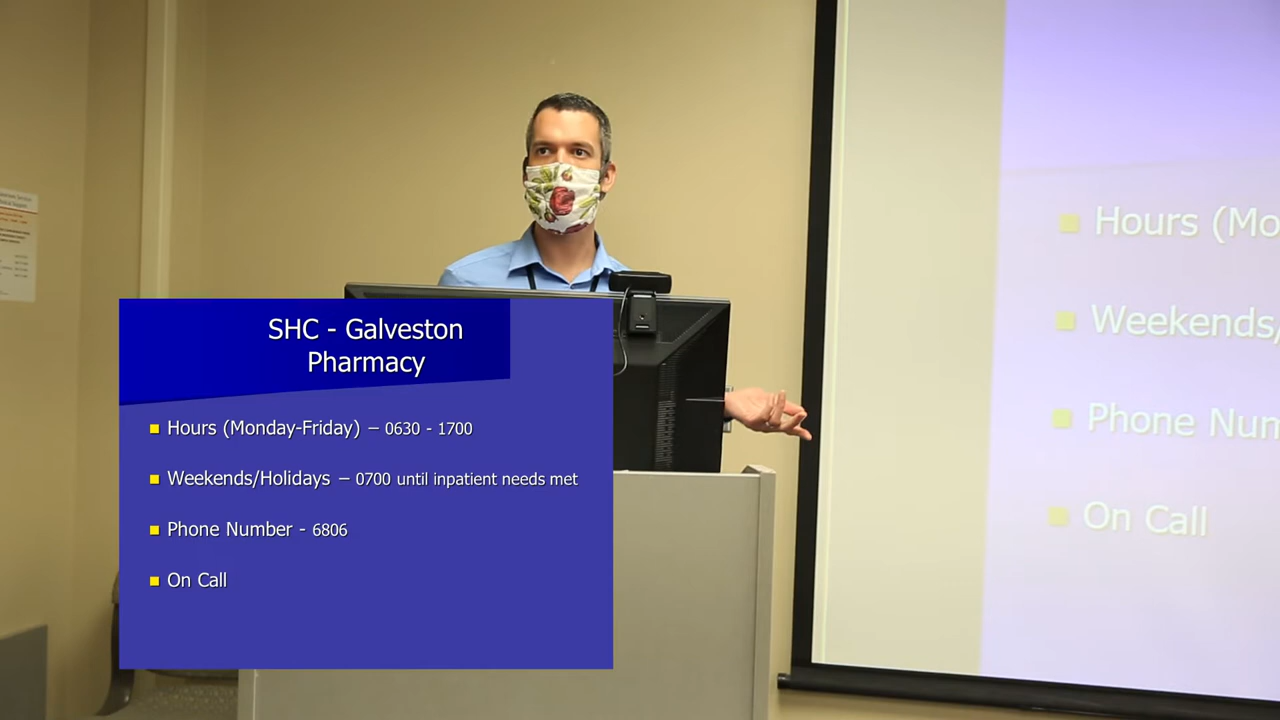 SHC - Galveston
Pharmacy
Hours (Monday-Friday) – 0630 - 1700
Weekends/Holidays – 0700 until inpatient needs met
Phone Number - 6806
On Call
Hours (Mo
Weekends/
Phone Num
On Call